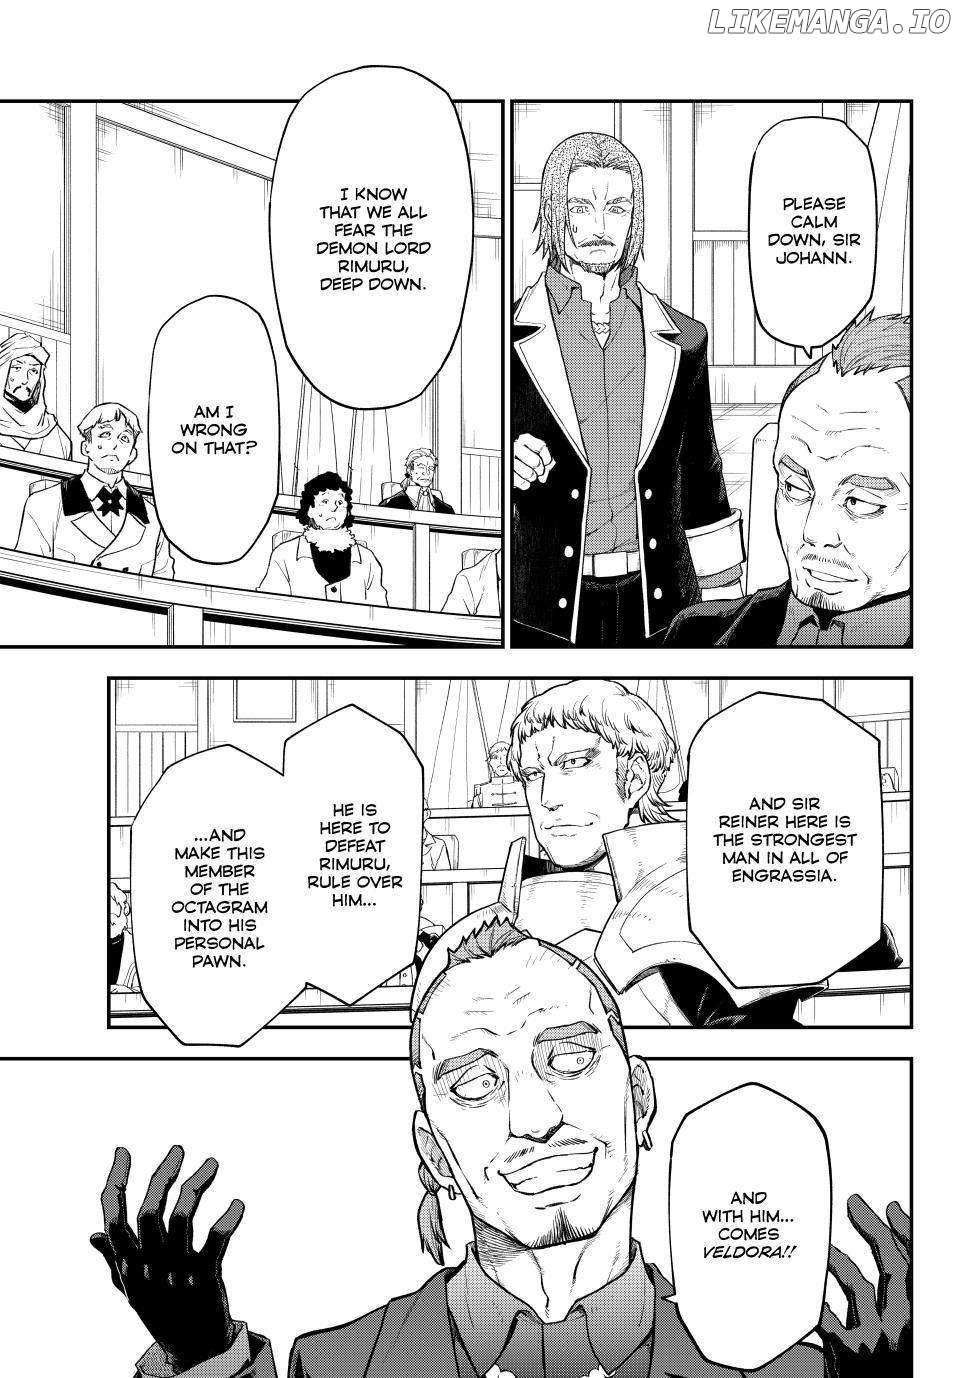 LIKEMANGA.IO
PLEASE
CALM
DOWN, SIR
JOHANN.
I KNOW
THAT WE ALL
FEAR THE
DEMON LORD
RIMURU,
DEEP DOWN.
AM I
WRONG
ON THAT?
AND SIR
REINER HERE IS
THE STRONGEST
MAN IN ALL OF
ENGRASSIA.
HE IS
HERE TO
DEFEAT
RIMURU,
RULE OVER
HIM...
...AND
MAKE THIS
MEMBER
OF THE
OCTAGRAM
INTO HIS
PERSONAL
PAWN.
AND
WITH HIM...
COMES
VELDORA!!